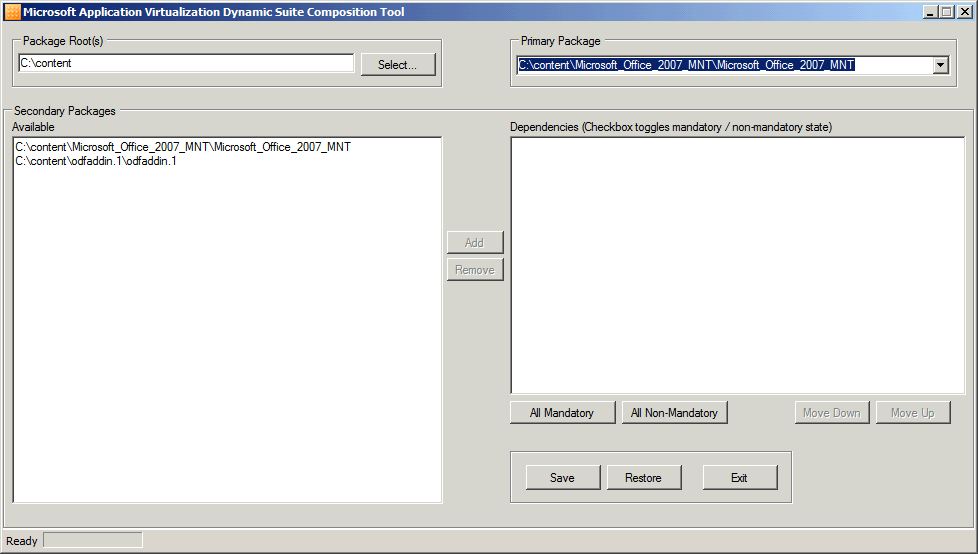 Microsoft Application Virtualization Dynamic Suite Composition Tool
Package Root(s)
C:\content
Select...
Primary Package
C:\content\Microsoft_Office_2007_MNT\Microsoft_Office_2007_MNT
Secondary Packages
Available
C:\content\Microsoft_Office_2007_MNT\Microsoft_Office_2007_MNT
C:\content\odfaddin.1\odfaddin.1
Add
Remove
Dependencies (Checkbox toggles mandatory / non-mandatory state)
All Mandatory
All Non-Mandatory
Move Down
Move Up
Save
Restore
Exit
Ready